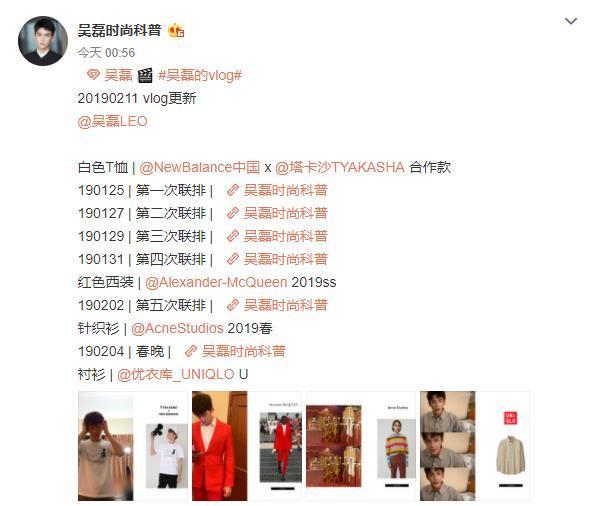 吴磊时尚科普
今天 00:56
吴磊 #吴磊的vlog#
20190211 vlog更新
@吴磊LEO
白色T恤 | @NewBalance中国 x @塔卡沙TYAKASHA 合作款
190125 | 第一次联排 | 吴磊时尚科普
190127 | 第二次联排 | 吴磊时尚科普
190129 | 第三次联排 | 吴磊时尚科普
190131 | 第四次联排 | 吴磊时尚科普
红色西装 | @Alexander-McQueen 2019ss
190202 | 第五次联排 | 吴磊时尚科普
针织衫 | @AcneStudios 2019春
190204 | 春晚 | 吴磊时尚科普
衬衫 | @优衣库_UNIQLO U
Acne Studios
UNI
QLO